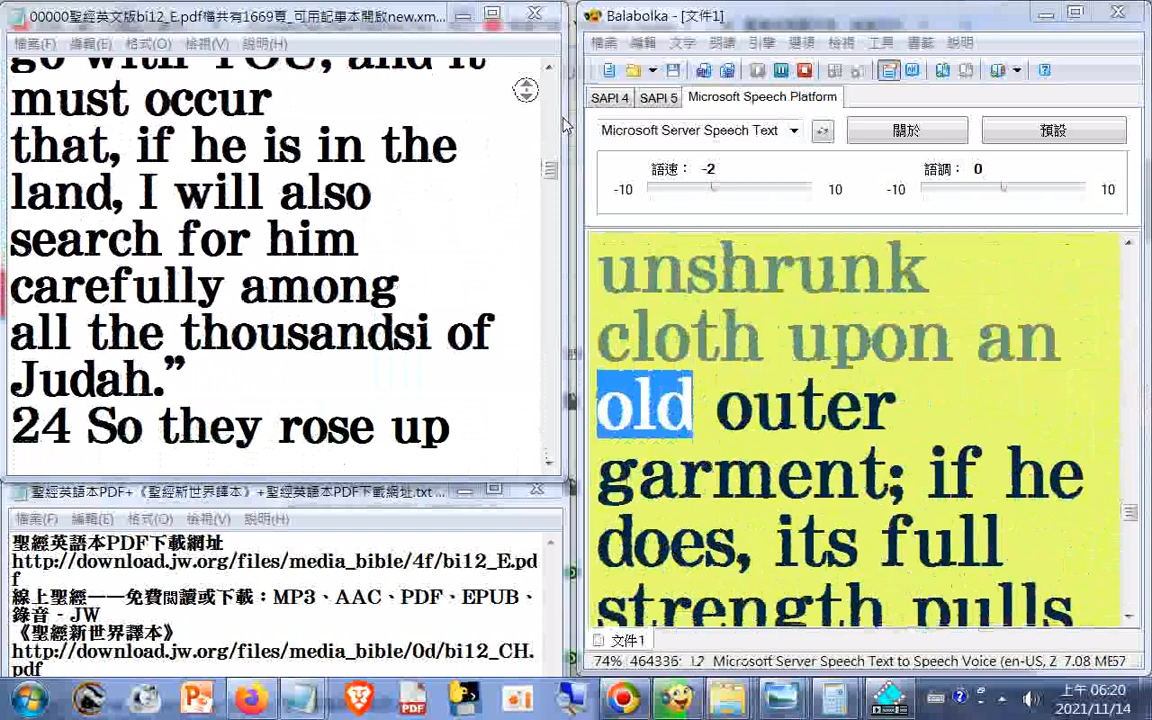 00000聖經英文版bi12_E.pdf檔共有1669頁_可用記事本開啟new.xm...
檔案(F) 編輯(E) 格式(O) 檢視(V) 說明(H)
go with YOU, and it
must occur
that, if he is in the
land, I will also
search for him
carefully among
all the thousandsi of
Judah.”
24 So they rose up
聖經英語本PDF+《聖經新世界譯本》+聖經英語本PDF下載網址.txt ...
檔案(F) 編輯(E) 格式(O) 檢視(V) 說明(H)
聖經英語本PDF下載網址
http://download.jw.org/files/media_bible/4f/bi12_E.pd
f
線上聖經——免費閱讀或下載：MP3、AAC、PDF、EPUB、
錄音 - JW
《聖經新世界譯本》
http://download.jw.org/files/media_bible/0d/bi12_CH.
pdf
Balabolka - [文件1]
檔案 編輯 文字 朗讀 引擎 選項 檢視 工具 書籤 說明
SAPI 4 SAPI 5 Microsoft Speech Platform
Microsoft Server Speech Text 關於 預設
語速： -2 語調： 0
-10 10 -10 10
unshrunk
cloth upon an
old outer
garment; if he
does, its full
strength pulls
文件1
74% 464336: Microsoft Server Speech Text to Speech Voice (en-US, Z 7.08 ME
PDF
上午 06:20
2021/11/14